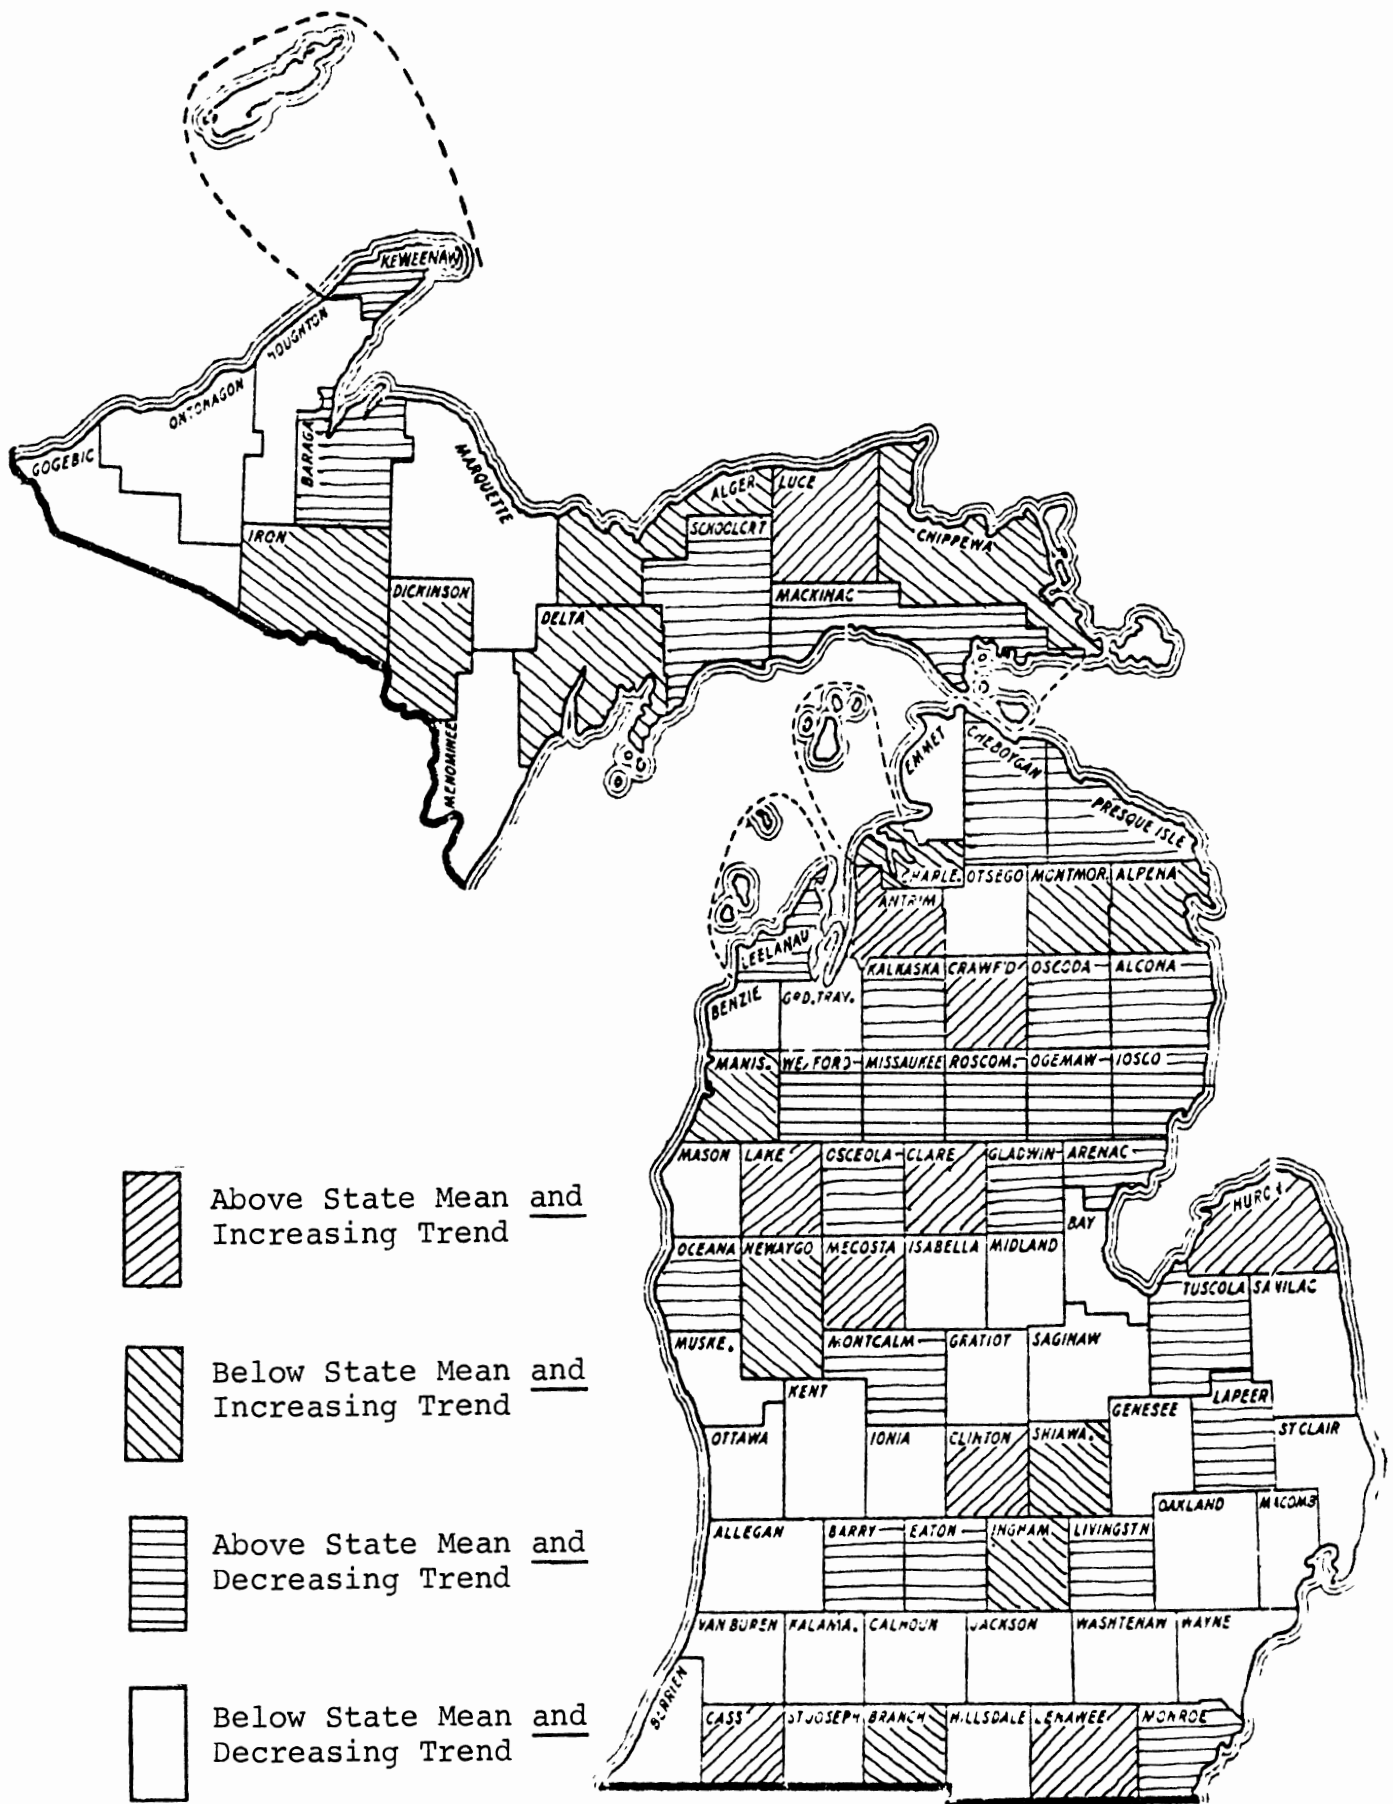 KEWEENAW
HOUGHTON
ONTONAGON
GOGEBIC
BARAGA
MARQUETTE
IRON
DICKINSON
MENOMINEE
DELTA
ALGER
LUCE
SCHOOLCRT
CHIPPEWA
MACKINAC
EMMET
CHEBOYGAN
PRESQUE ISLE
CHARLE.
OTSEGO
MONTMOR.
ALPENA
ANTRIM
LEELANAU
BENZIE
GRD. TRAV.
KALKASKA
CRAWF'D
OSCODA
ALCONA
MANIS.
WEXFORD
MISSAUKEE
ROSCOM.
OGEMAW
IOSCO
MASON
LAKE
OSCEOLA
CLARE
GLADWIN
ARENAC
BAY
HURON
OCEANA
NEWAYGO
MECOSTA
ISABELLA
MIDLAND
TUSCOLA
SANILAC
MUSKE.
MONTCALM
GRATIOT
SAGINAW
KENT
GENESEE
LAPEER
ST CLAIR
OTTAWA
IONIA
CLINTON
SHIAWA.
OAKLAND
MACOMB
ALLEGAN
BARRY
EATON
INGHAM
LIVINGSTN
VAN BUREN
KALAMA.
CALHOUN
JACKSON
WASHTENAW
WAYNE
BERRIEN
CASS
ST JOSEPH
BRANCH
HILLSDALE
LENAWEE
MONROE
Above State Mean and
Increasing Trend
Below State Mean and
Increasing Trend
Above State Mean and
Decreasing Trend
Below State Mean and
Decreasing Trend